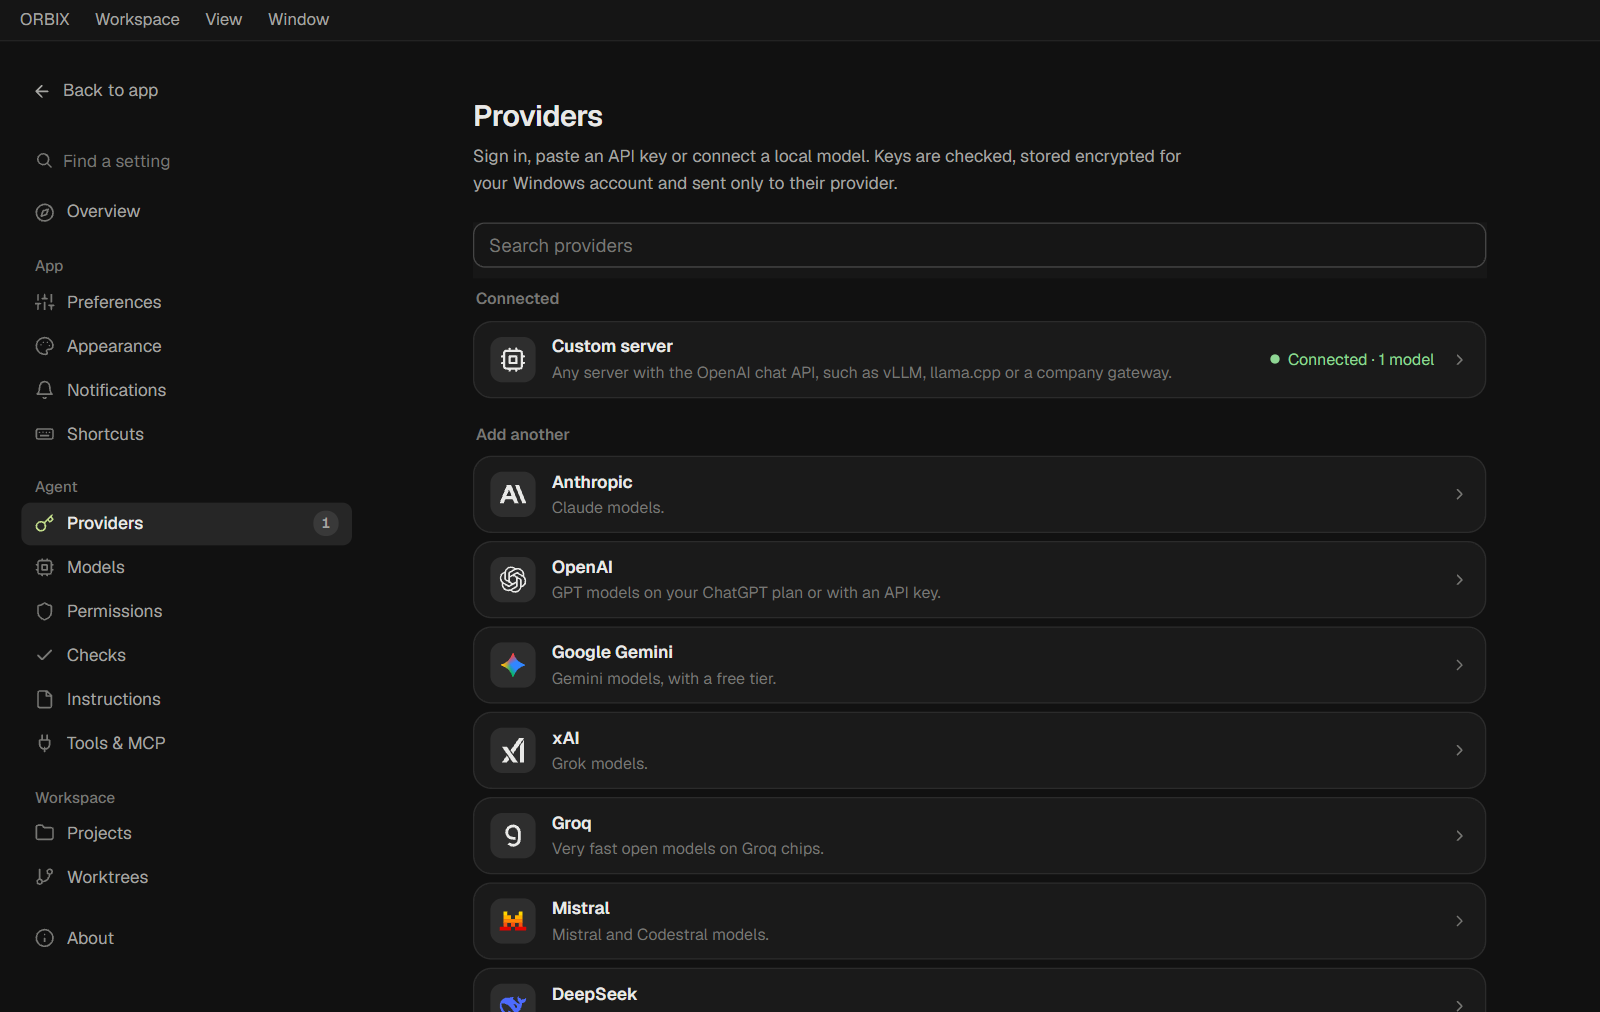 ORBIX Workspace View Window
Back to app
Find a setting
Overview
App
Preferences
Appearance
Notifications
Shortcuts
Agent
Providers 1
Models
Permissions
Checks
Instructions
Tools & MCP
Workspace
Projects
Worktrees
About
Providers
Sign in, paste an API key or connect a local model. Keys are checked, stored encrypted for
your Windows account and sent only to their provider.
Search providers
Connected
Custom server
Any server with the OpenAI chat API, such as vLLM, llama.cpp or a company gateway.
Connected · 1 model
Add another
Anthropic
Claude models.
OpenAI
GPT models on your ChatGPT plan or with an API key.
Google Gemini
Gemini models, with a free tier.
xAI
Grok models.
Groq
Very fast open models on Groq chips.
Mistral
Mistral and Codestral models.
DeepSeek